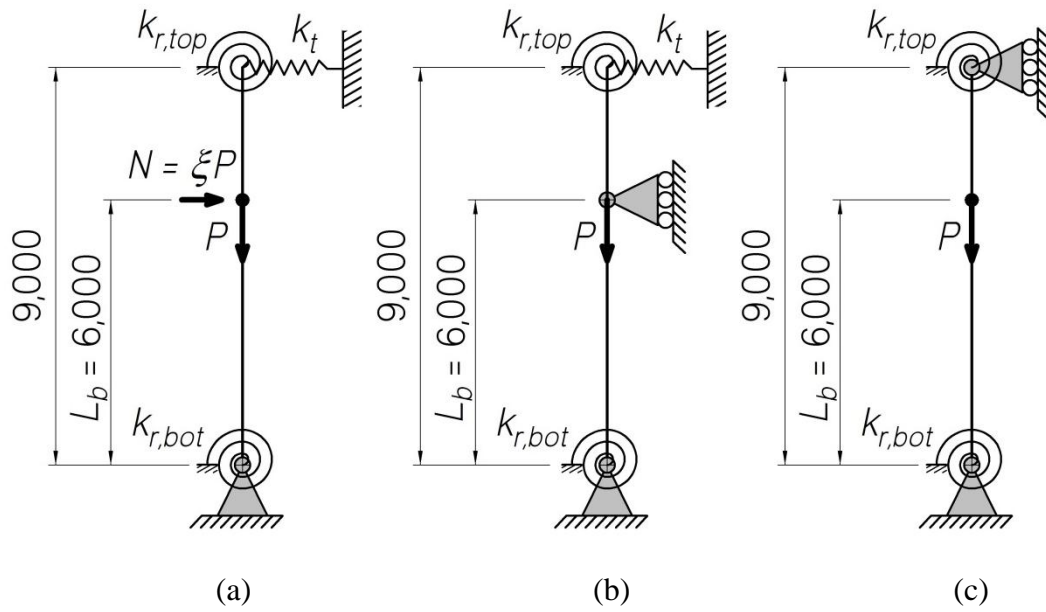 k_{r,top} k_t
N = ξP
P
9,000
L_b = 6,000
k_{r,bot}
(a)
k_{r,top} k_t
P
9,000
L_b = 6,000
k_{r,bot}
(b)
k_{r,top}
P
9,000
L_b = 6,000
k_{r,bot}
(c)